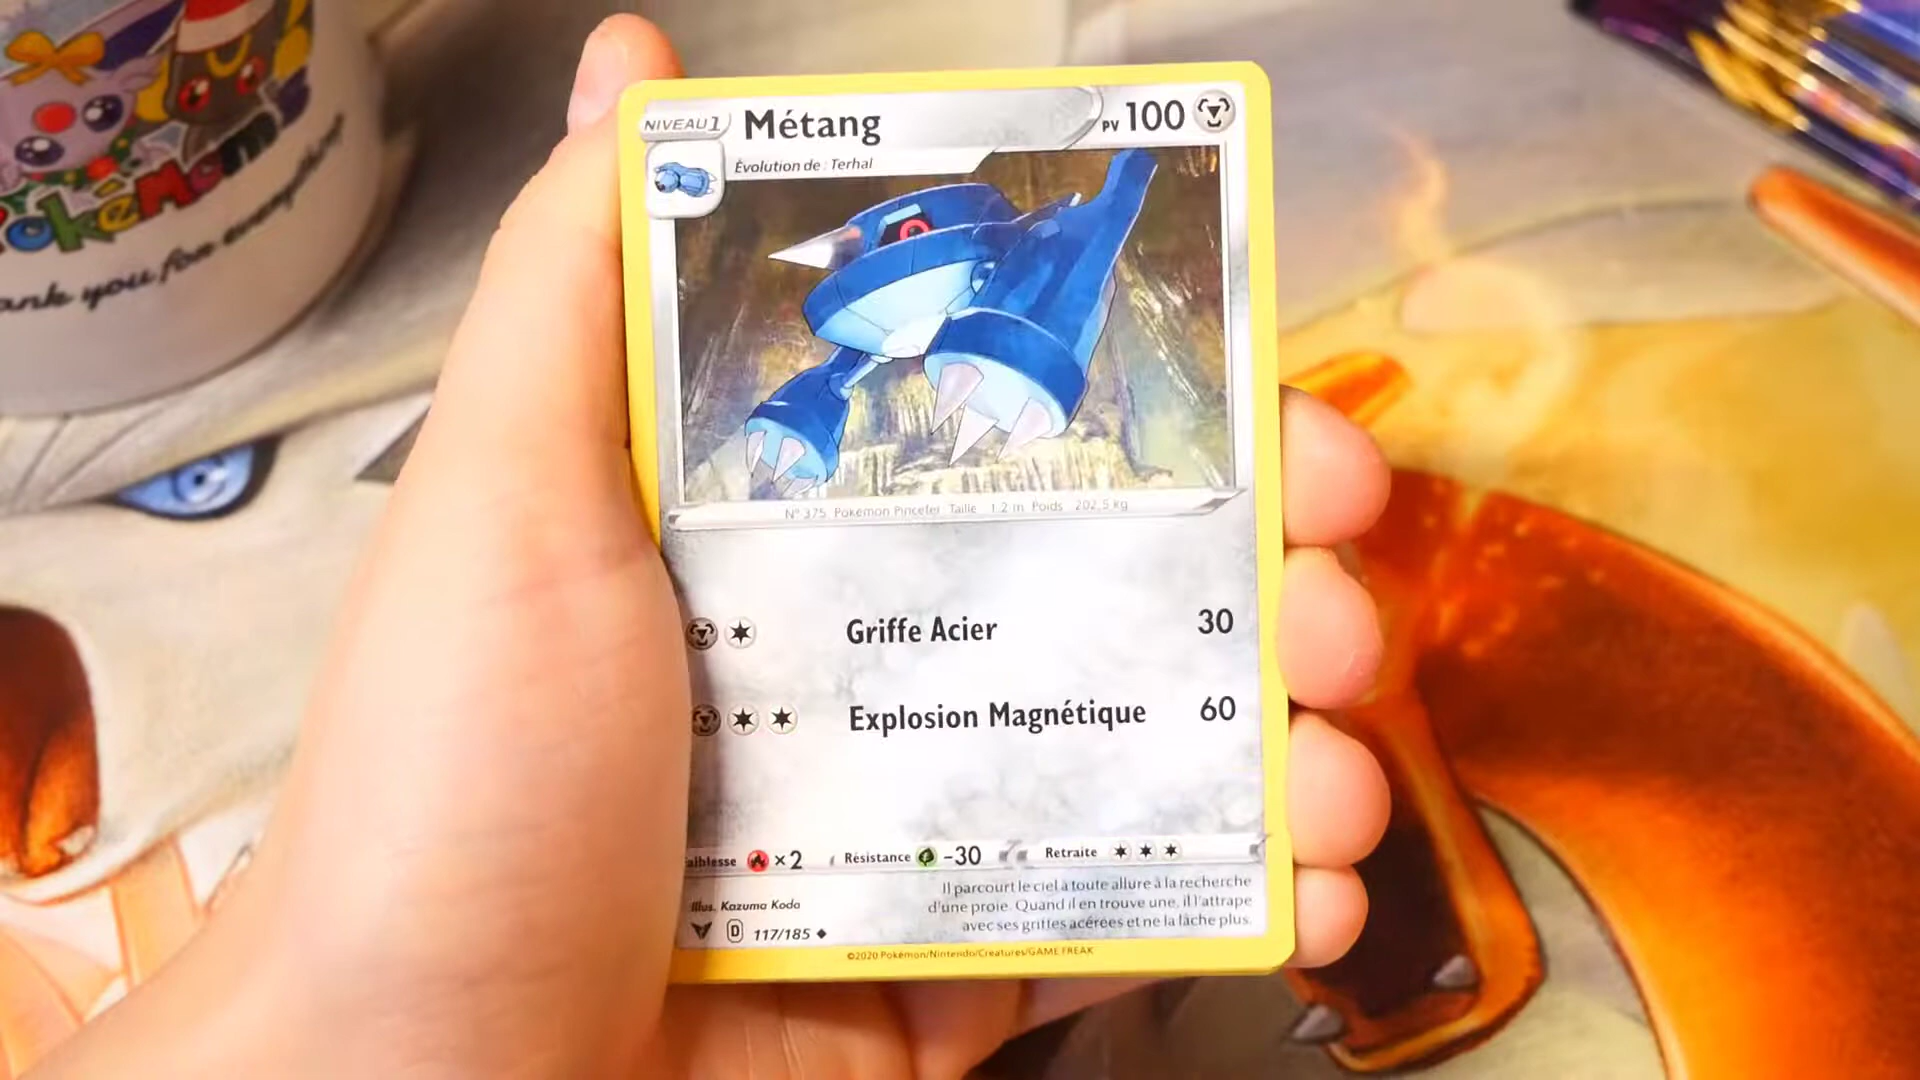 Pokémom
ank you for everything
NIVEAU 1
Métang
PV 100
Évolution de : Terhal
N° 375 Pokémon Pincefer Taille 1.2 m Poids 202,5 kg
Griffe Acier 30
Explosion Magnétique 60
aiblesse ×2 Résistance -30 Retraite
Illus. Kazuma Koda
Il parcourt le ciel à toute allure à la recherche
d'une proie. Quand il en trouve une, il l'attrape
avec ses griffes acérées et ne la lâche plus.
D 117/185
©2020 Pokémon/Nintendo/Creatures/GAME FREAK